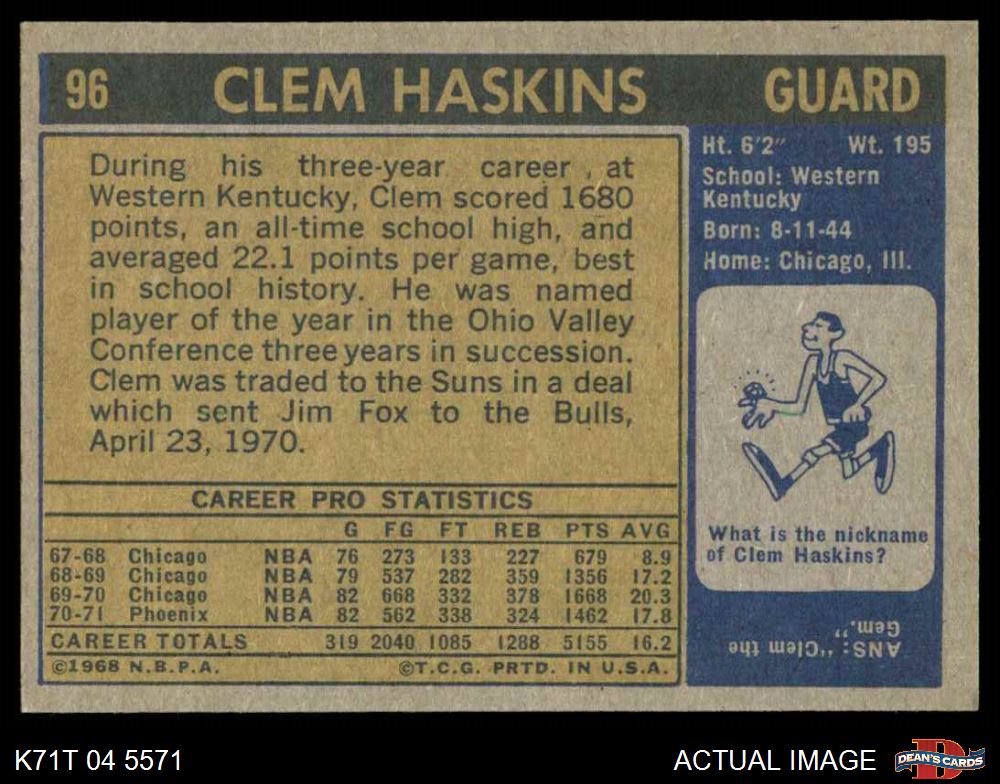 96 CLEM HASKINS GUARD
During his three-year career, at
Western Kentucky, Clem scored 1680
points, an all-time school high, and
averaged 22.1 points per game, best
in school history. He was named
player of the year in the Ohio Valley
Conference three years in succession.
Clem was traded to the Suns in a deal
which sent Jim Fox to the Bulls,
April 23, 1970.
CAREER PRO STATISTICS
G FG FT REB PTS AVG
67-68 Chicago NBA 76 273 133 227 679 8.9
68-69 Chicago NBA 79 537 282 359 1356 17.2
69-70 Chicago NBA 82 668 332 378 1668 20.3
70-71 Phoenix NBA 82 562 338 324 1462 17.8
CAREER TOTALS 319 2040 1085 1288 5155 16.2
©1968 N.B.P.A. ©T.C.G. PRTD. IN U.S.A.
Ht. 6'2" Wt. 195
School: Western
Kentucky
Born: 8-11-44
Home: Chicago, Ill.
What is the nickname
of Clem Haskins?
ANS: "Clem the
Gem."
K71T 04 5571 ACTUAL IMAGE
D
DEAN'S CARDS